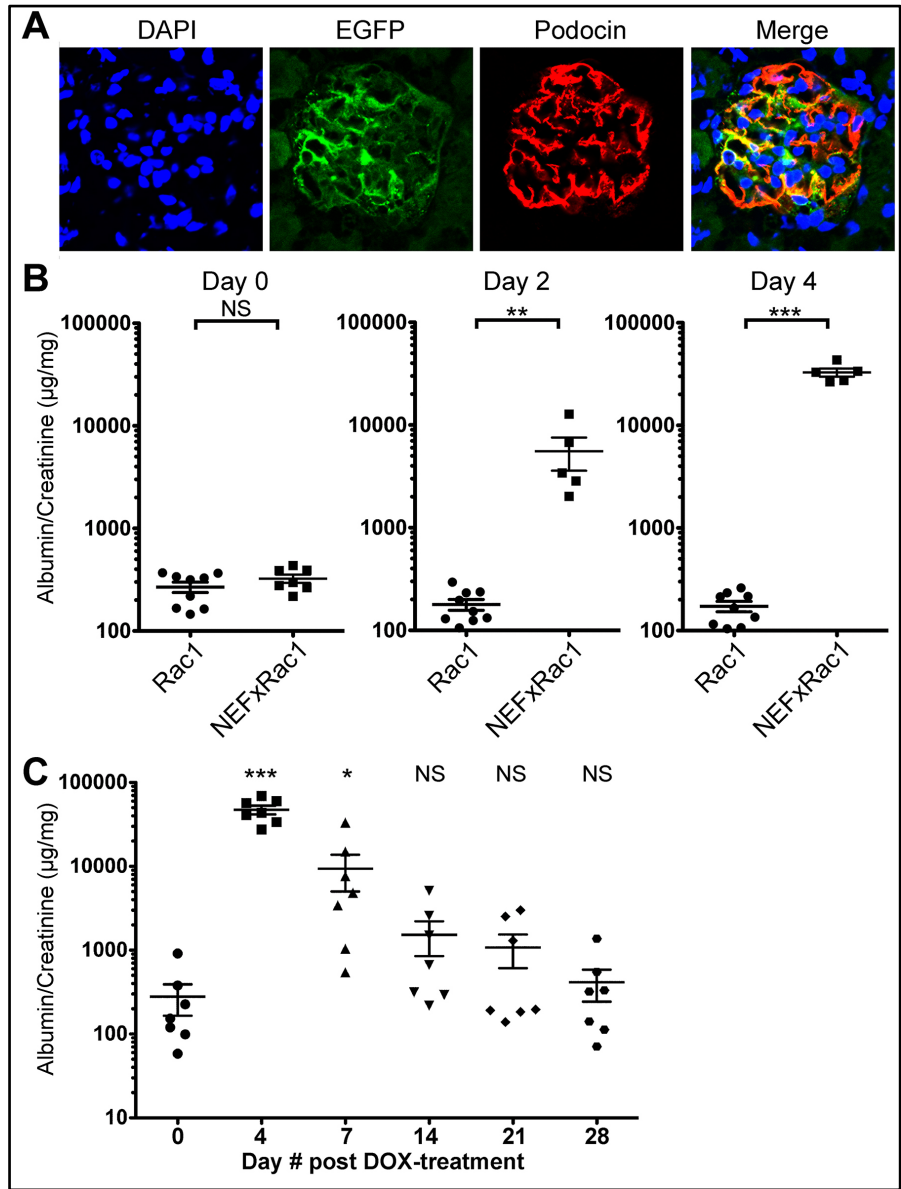 A
DAPI EGFP Podocin Merge
B
Day 0 Day 2 Day 4
NS ** ***
Albumin/Creatinine (µg/mg)
100000 100000 100000
10000 10000 10000
1000 1000 1000
100 100 100
Rac1 NEFxRac1 Rac1 NEFxRac1 Rac1 NEFxRac1
C
*** * NS NS NS
Albumin/Creatinine (µg/mg)
100000
10000
1000
100
10
0 4 7 14 21 28
Day # post DOX-treatment